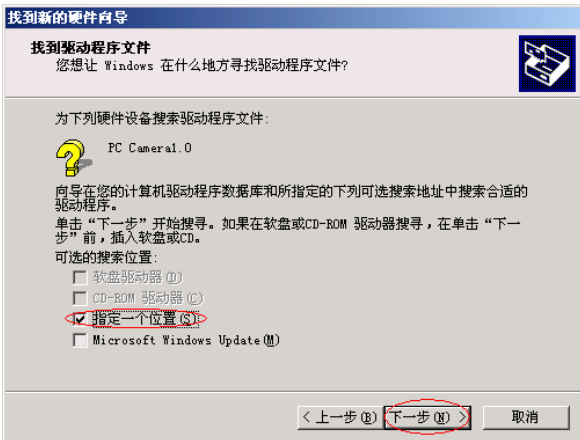 找到新的硬件向导
找到驱动程序文件
您想让 Windows 在什么地方寻找驱动程序文件?
为下列硬件设备搜索驱动程序文件:
PC Camera1.0
向导在您的计算机驱动程序数据库和所指定的下列可选搜索地址中搜索合适的
驱动程序。
单击“下一步”开始搜寻。如果在软盘或CD-ROM 驱动器搜寻，在单击“下一
步”前，插入软盘或CD。
可选的搜索位置:
软盘驱动器(D)
CD-ROM 驱动器(C)
指定一个位置(S)
Microsoft Windows Update(M)
< 上一步(B) 下一步(N) > 取消